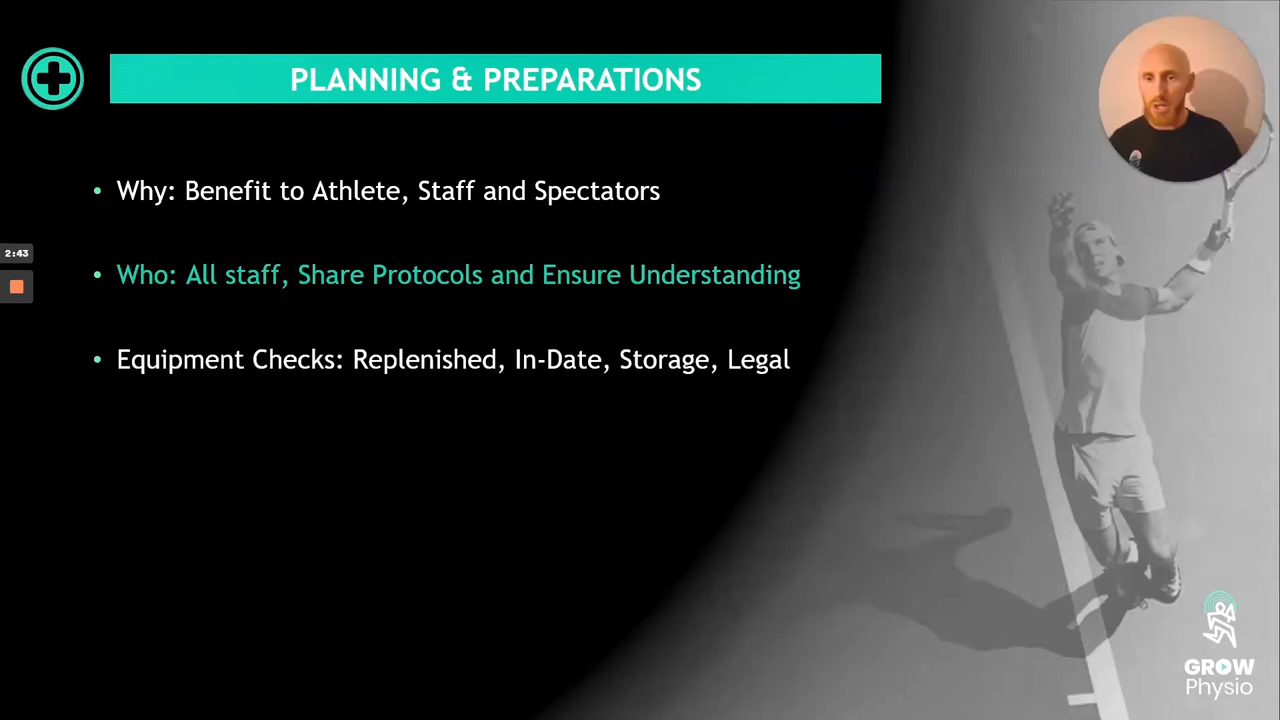 PLANNING & PREPARATIONS
• Why: Benefit to Athlete, Staff and Spectators
2:43
• Who: All staff, Share Protocols and Ensure Understanding
• Equipment Checks: Replenished, In-Date, Storage, Legal
GROW
Physio